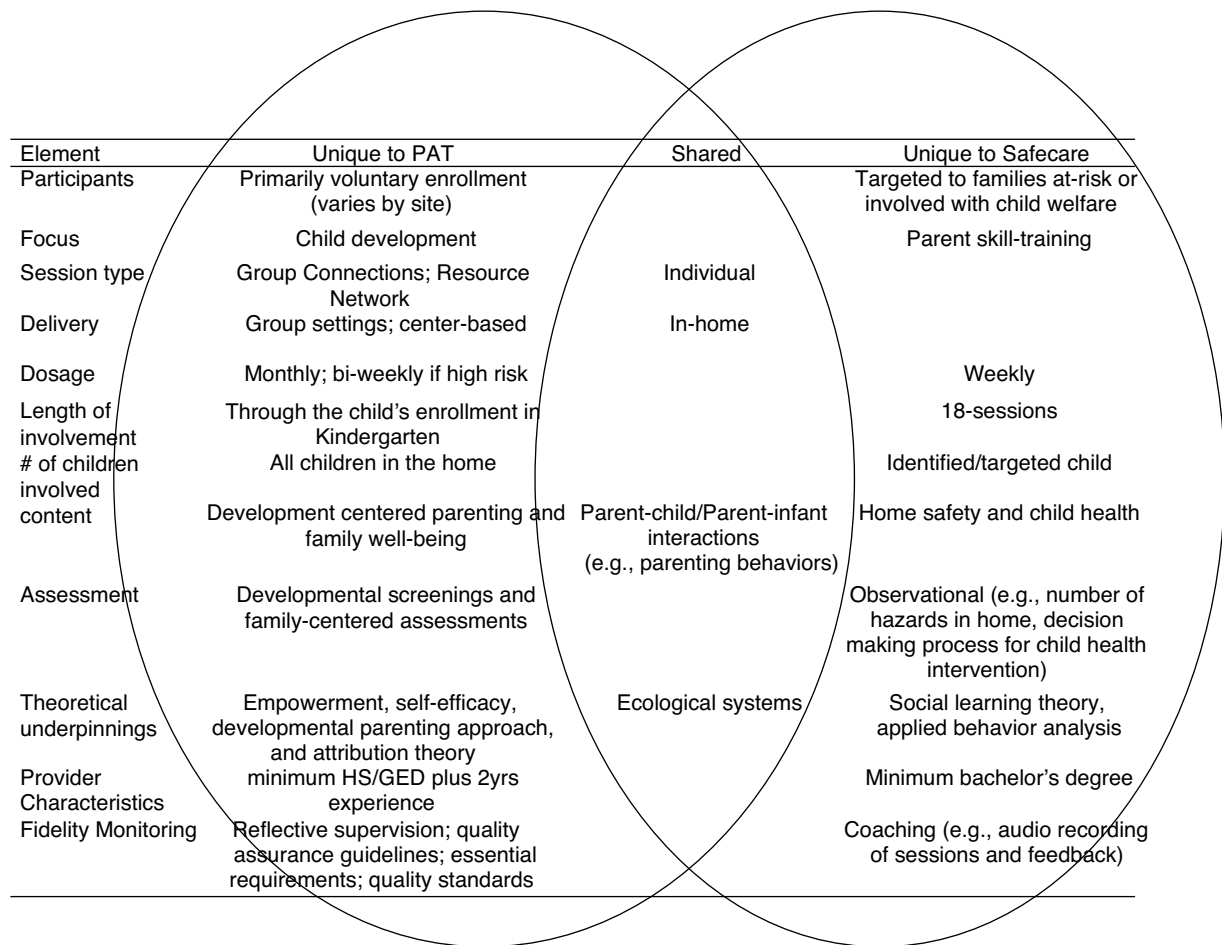 Element Unique to PAT Shared Unique to Safecare
Participants Primarily voluntary enrollment Targeted to families at-risk or
(varies by site) involved with child welfare
Focus Child development Parent skill-training
Session type Group Connections; Resource Individual
Network
Delivery Group settings; center-based In-home
Dosage Monthly; bi-weekly if high risk Weekly
Length of Through the child’s enrollment in 18-sessions
involvement Kindergarten
# of children All children in the home Identified/targeted child
involved
content Development centered parenting and Parent-child/Parent-infant Home safety and child health
family well-being interactions
(e.g., parenting behaviors)
Assessment Developmental screenings and Observational (e.g., number of
family-centered assessments hazards in home, decision
making process for child health
intervention)
Theoretical Empowerment, self-efficacy, Ecological systems Social learning theory,
underpinnings developmental parenting approach, applied behavior analysis
and attribution theory
Provider minimum HS/GED plus 2yrs Minimum bachelor’s degree
Characteristics experience
Fidelity Monitoring Reflective supervision; quality Coaching (e.g., audio recording
assurance guidelines; essential of sessions and feedback)
requirements; quality standards